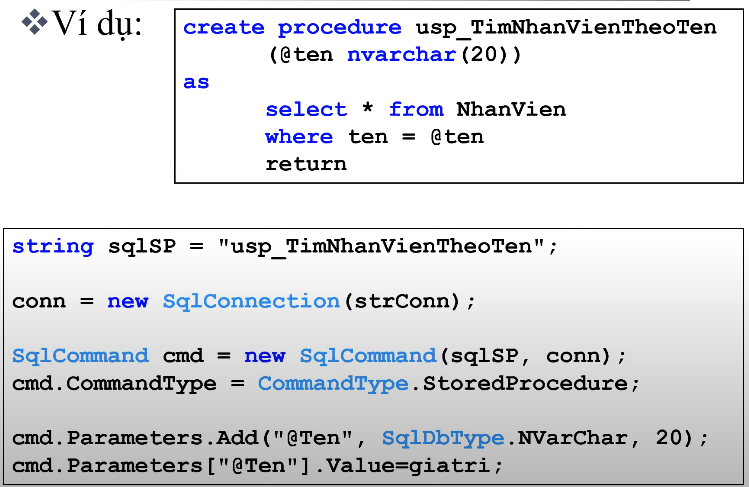 ❖Ví dụ:
create procedure usp_TimNhanVienTheoTen
(@ten nvarchar(20))
as
select * from NhanVien
where ten = @ten
return
string sqlSP = "usp_TimNhanVienTheoTen";
conn = new SqlConnection(strConn);
SqlCommand cmd = new SqlCommand(sqlSP, conn);
cmd.CommandType = CommandType.StoredProcedure;
cmd.Parameters.Add("@Ten", SqlDbType.NVarChar, 20);
cmd.Parameters["@Ten"].Value=giatri;